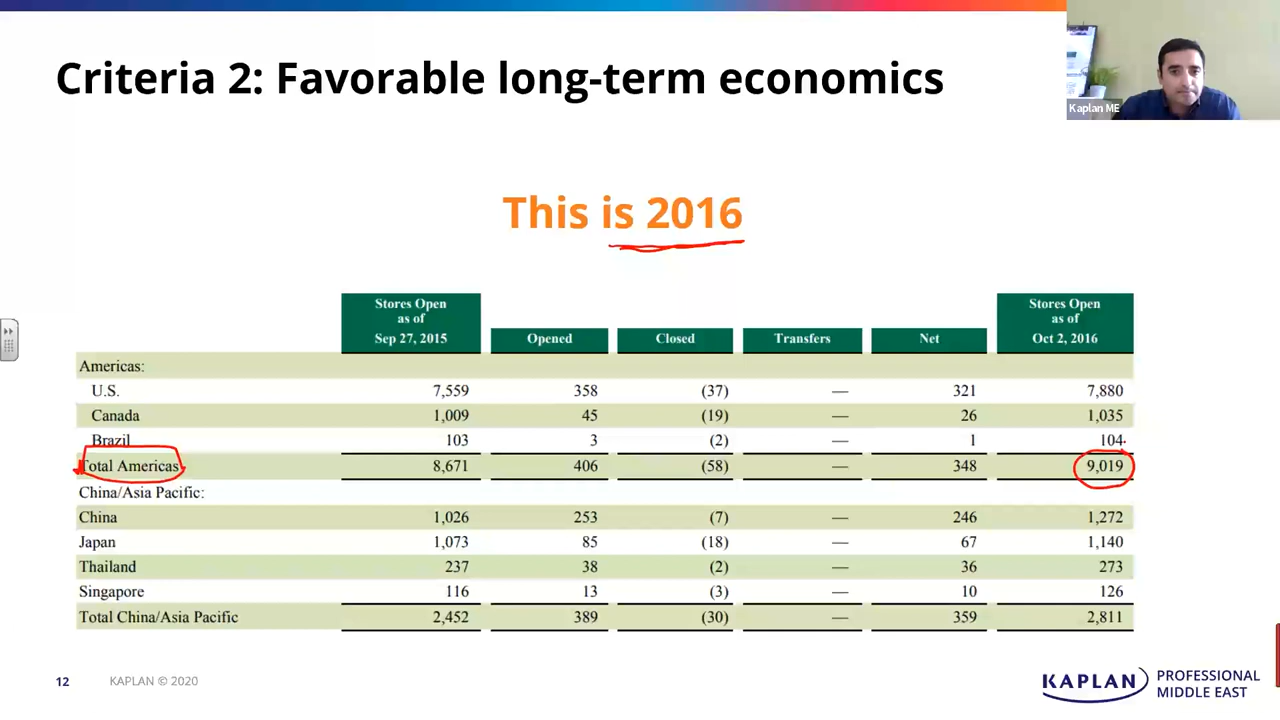 Criteria 2: Favorable long-term economics
Kaplan ME
This is 2016
Stores Open as of Sep 27, 2015 Opened Closed Transfers Net Stores Open as of Oct 2, 2016
Americas:
U.S. 7,559 358 (37) — 321 7,880
Canada 1,009 45 (19) — 26 1,035
Brazil 103 3 (2) — 1 104
Total Americas 8,671 406 (58) — 348 9,019
China/Asia Pacific:
China 1,026 253 (7) — 246 1,272
Japan 1,073 85 (18) — 67 1,140
Thailand 237 38 (2) — 36 273
Singapore 116 13 (3) — 10 126
Total China/Asia Pacific 2,452 389 (30) — 359 2,811
12 KAPLAN © 2020
KAPLAN PROFESSIONAL
MIDDLE EAST